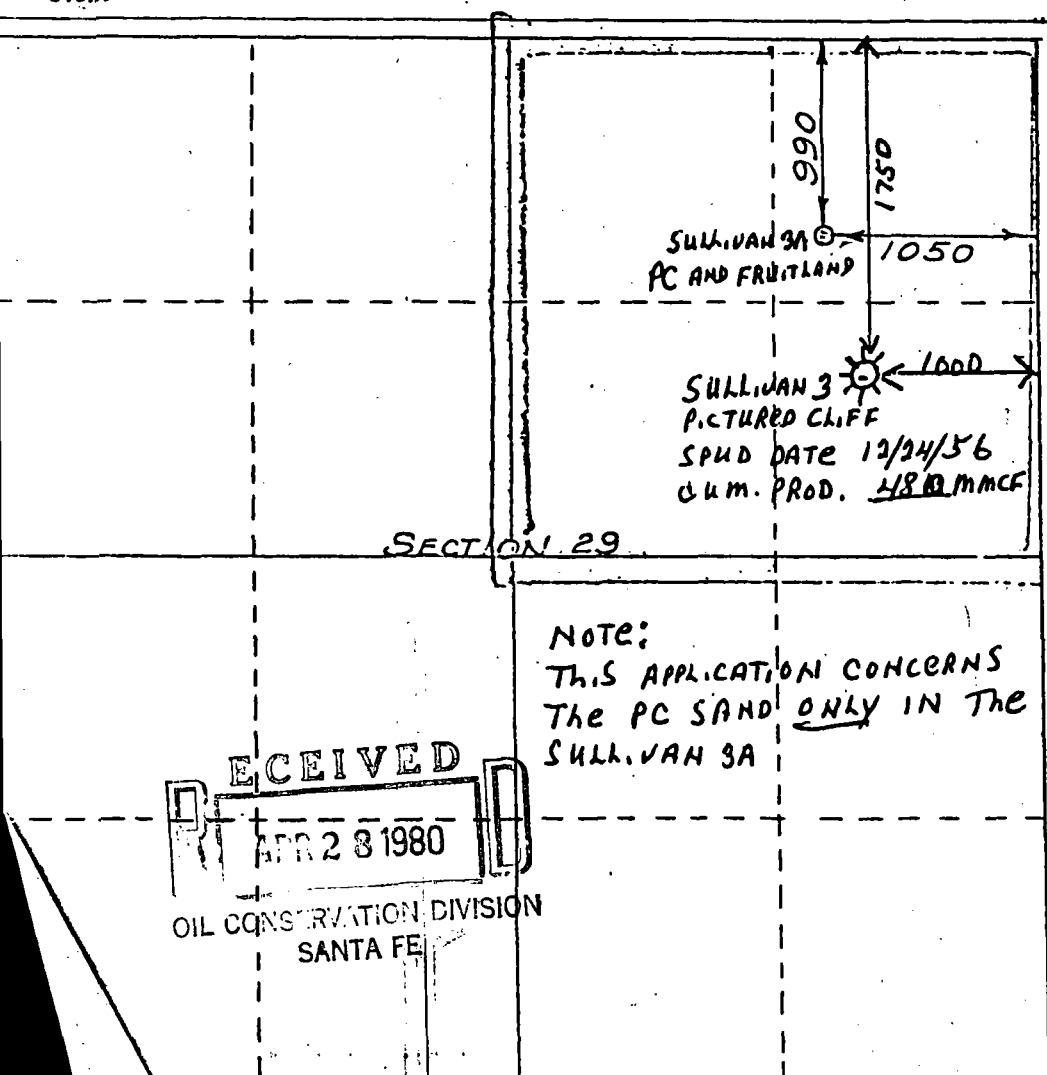 990
1750
SULLIVAN 3A
1050
PC AND FRUITLAND
1000
SULLIVAN 3
PICTURED CLIFF
SPUD DATE 12/24/56
CUM. PROD. MMCF
SECTION 29
NOTE:
THIS APPLICATION CONCERNS
The PC SAND ONLY IN The
SULLIVAN 3A
RECEIVED
APR 28 1980
OIL CONSERVATION DIVISION
SANTA FE